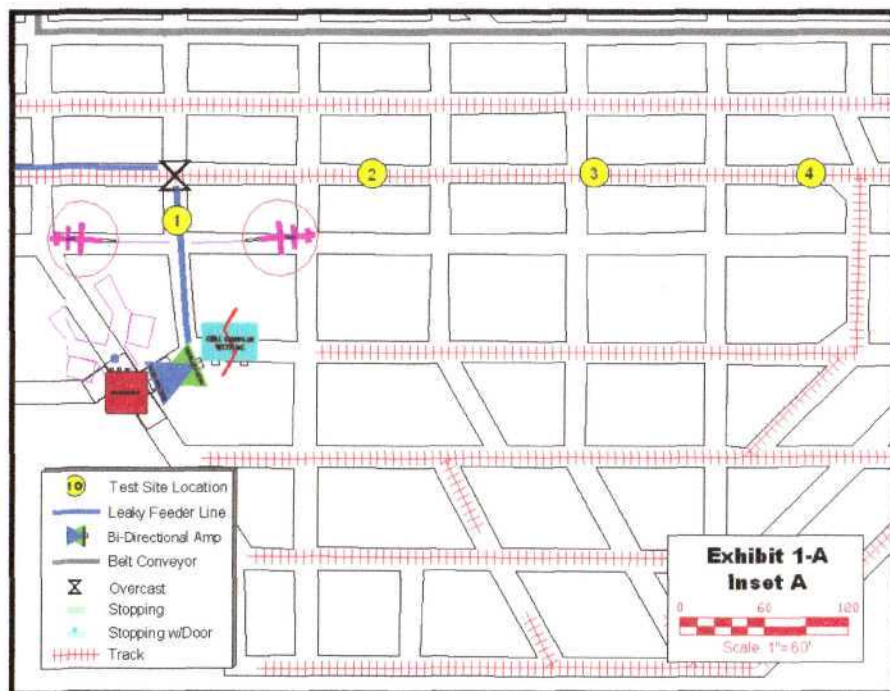 1
2
3
4
10 Test Site Location
Leaky Feeder Line
Bi-Directional Amp
Belt Conveyor
Overcast
Stopping
Stopping w/Door
Track
Exhibit 1-A
Inset A
0 60 120
Scale 1"=60'